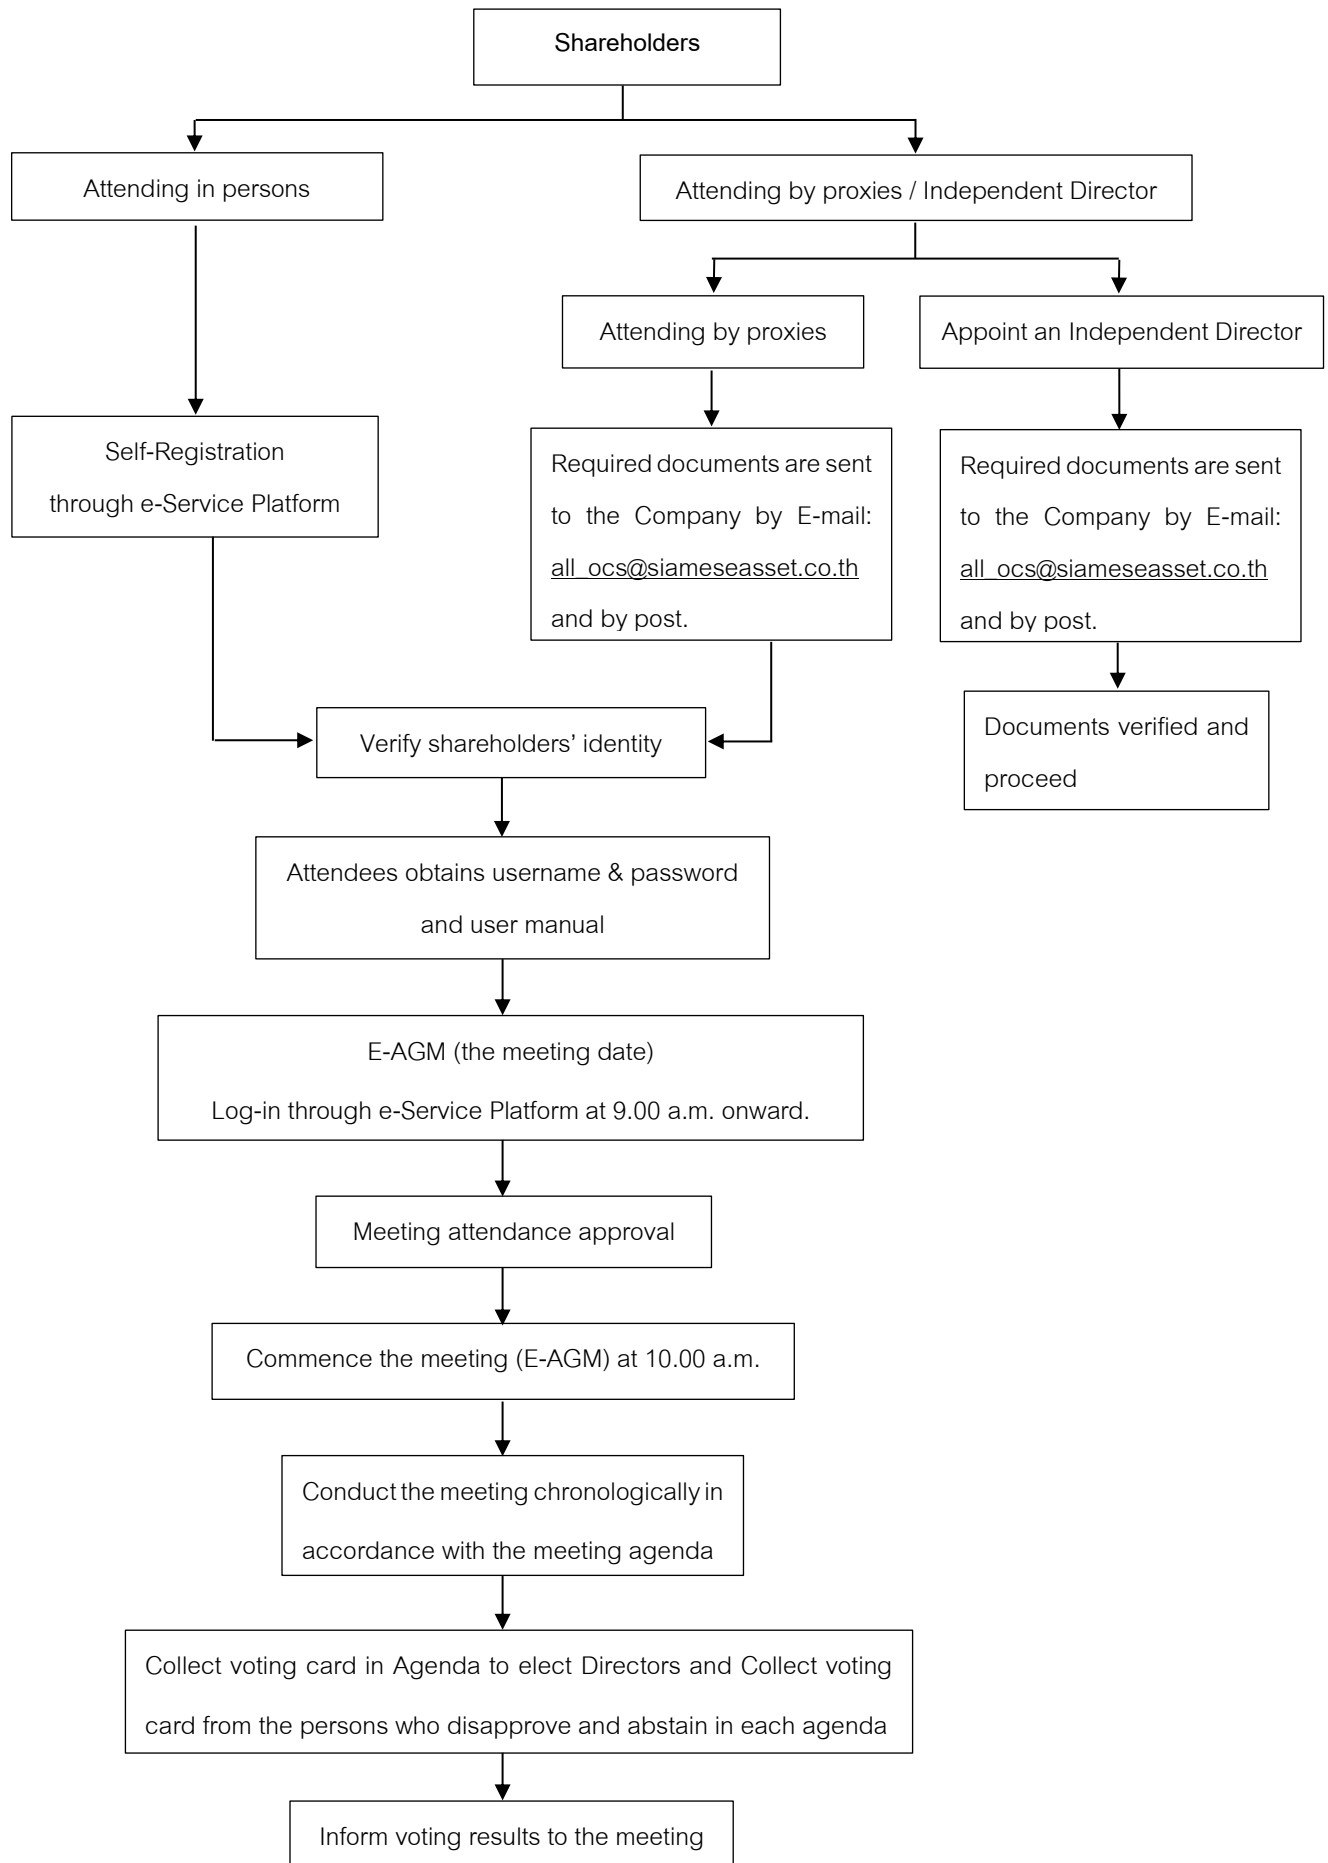 Shareholders
Attending in persons
Attending by proxies / Independent Director
Attending by proxies
Appoint an Independent Director
Self-Registration
through e-Service Platform
Required documents are sent
to the Company by E-mail:
all_ocs@siameseasset.co.th
and by post.
Required documents are sent
to the Company by E-mail:
all_ocs@siameseasset.co.th
and by post.
Documents verified and
proceed
Verify shareholders’ identity
Attendees obtains username & password
and user manual
E-AGM (the meeting date)
Log-in through e-Service Platform at 9.00 a.m. onward.
Meeting attendance approval
Commence the meeting (E-AGM) at 10.00 a.m.
Conduct the meeting chronologically in
accordance with the meeting agenda
Collect voting card in Agenda to elect Directors and Collect voting
card from the persons who disapprove and abstain in each agenda
Inform voting results to the meeting